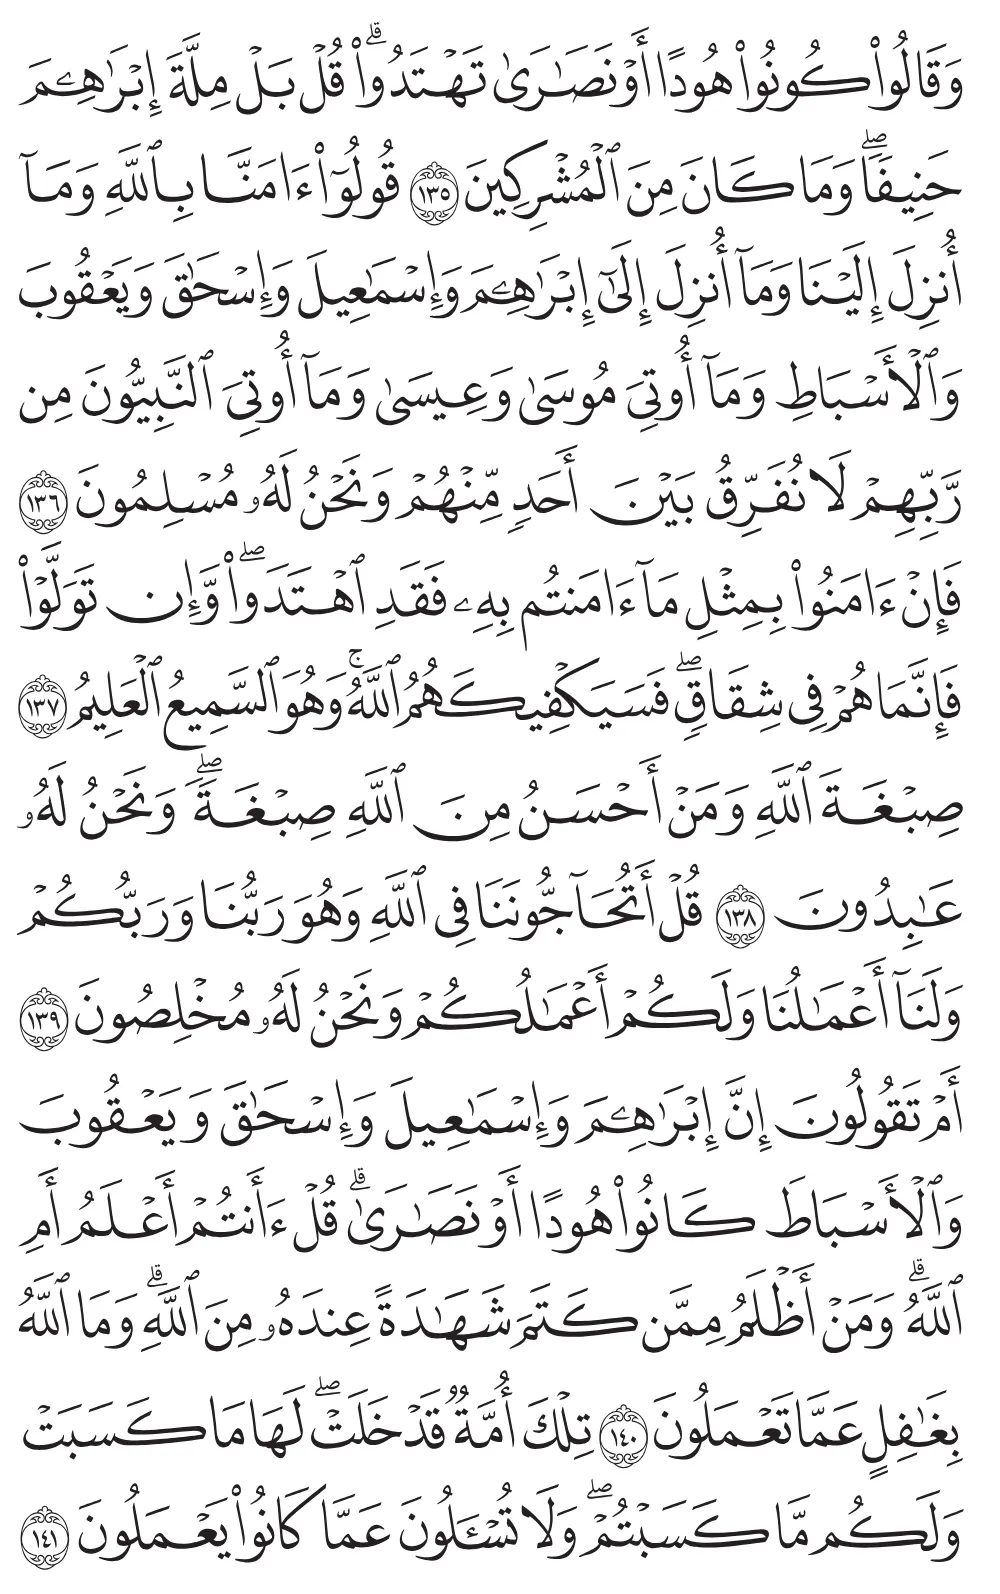 وَقَالُوا۟ كُونُوا۟ هُودًا أَوْ نَصَـٰرَىٰ تَهْتَدُوا۟ ۗ قُلْ بَلْ مِلَّةَ إِبْرَٰهِـۧمَ
حَنِيفًا ۖ وَمَا كَانَ مِنَ ٱلْمُشْرِكِينَ ١٣٥ قُولُوٓا۟ ءَامَنَّا بِٱللَّهِ وَمَآ
أُنزِلَ إِلَيْنَا وَمَآ أُنزِلَ إِلَىٰٓ إِبْرَٰهِـۧمَ وَإِسْمَـٰعِيلَ وَإِسْحَـٰقَ وَيَعْقُوبَ
وَٱلْأَسْبَاطِ وَمَآ أُوتِىَ مُوسَىٰ وَعِيسَىٰ وَمَآ أُوتِىَ ٱلنَّبِيُّونَ مِن
رَّبِّهِمْ لَا نُفَرِّقُ بَيْنَ أَحَدٍ مِّنْهُمْ وَنَحْنُ لَهُۥ مُسْلِمُونَ ١٣٦
فَإِنْ ءَامَنُوا۟ بِمِثْلِ مَآ ءَامَنتُم بِهِۦ فَقَدِ ٱهْتَدَوا۟ ۖ وَّإِن تَوَلَّوْا۟
فَإِنَّمَا هُمْ فِى شِقَاقٍ ۖ فَسَيَكْفِيكَهُمُ ٱللَّهُ ۚ وَهُوَ ٱلسَّمِيعُ ٱلْعَلِيمُ ١٣٧
صِبْغَةَ ٱللَّهِ وَمَنْ أَحْسَنُ مِنَ ٱللَّهِ صِبْغَةً ۖ وَنَحْنُ لَهُۥ
عَـٰبِدُونَ ١٣٨ قُلْ أَتُحَآجُّونَنَا فِى ٱللَّهِ وَهُوَ رَبُّنَا وَرَبُّكُمْ
وَلَنَآ أَعْمَـٰلُنَا وَلَكُمْ أَعْمَـٰلُكُمْ وَنَحْنُ لَهُۥ مُخْلِصُونَ ١٣٩
أَمْ تَقُولُونَ إِنَّ إِبْرَٰهِـۧمَ وَإِسْمَـٰعِيلَ وَإِسْحَـٰقَ وَيَعْقُوبَ
وَٱلْأَسْبَاطَ كَانُوا۟ هُودًا أَوْ نَصَـٰرَىٰ ۗ قُلْ ءَأَنتُمْ أَعْلَمُ أَمِ
ٱللَّهُ ۗ وَمَنْ أَظْلَمُ مِمَّن كَتَمَ شَهَـٰدَةً عِندَهُۥ مِنَ ٱللَّهِ ۗ وَمَا ٱللَّهُ
بِغَـٰفِلٍ عَمَّا تَعْمَلُونَ ١٤٠ تِلْكَ أُمَّةٌ قَدْ خَلَتْ ۖ لَهَا مَا كَسَبَتْ
وَلَكُم مَّا كَسَبْتُمْ ۖ وَلَا تُسْـَٔلُونَ عَمَّا كَانُوا۟ يَعْمَلُونَ ١٤١